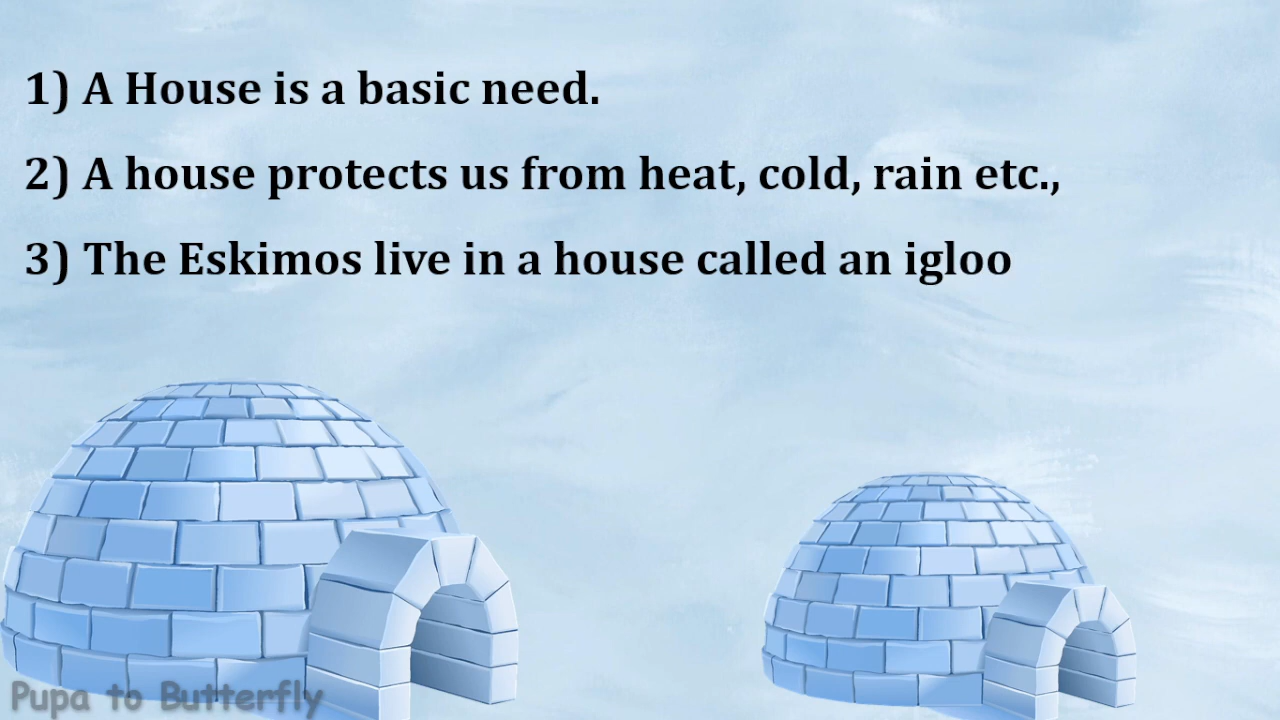 1) A House is a basic need.
2) A house protects us from heat, cold, rain etc.,
3) The Eskimos live in a house called an igloo
Pupa to Butterfly